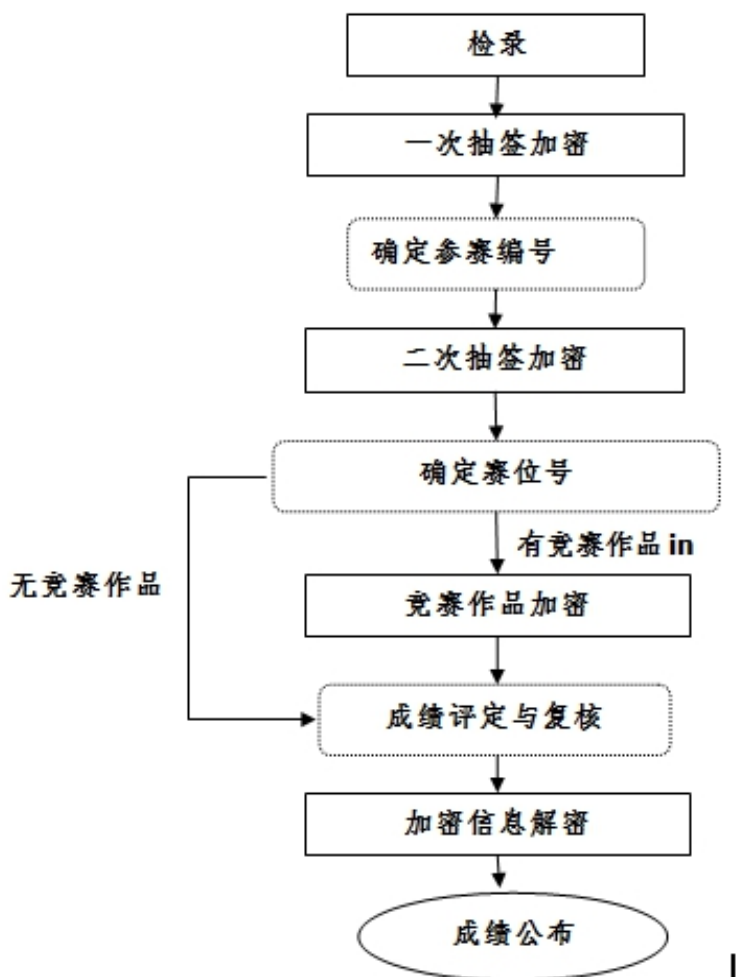 检录
一次抽签加密
确定参赛编号
二次抽签加密
确定赛位号
有竞赛作品 in
无竞赛作品
竞赛作品加密
成绩评定与复核
加密信息解密
成绩公布